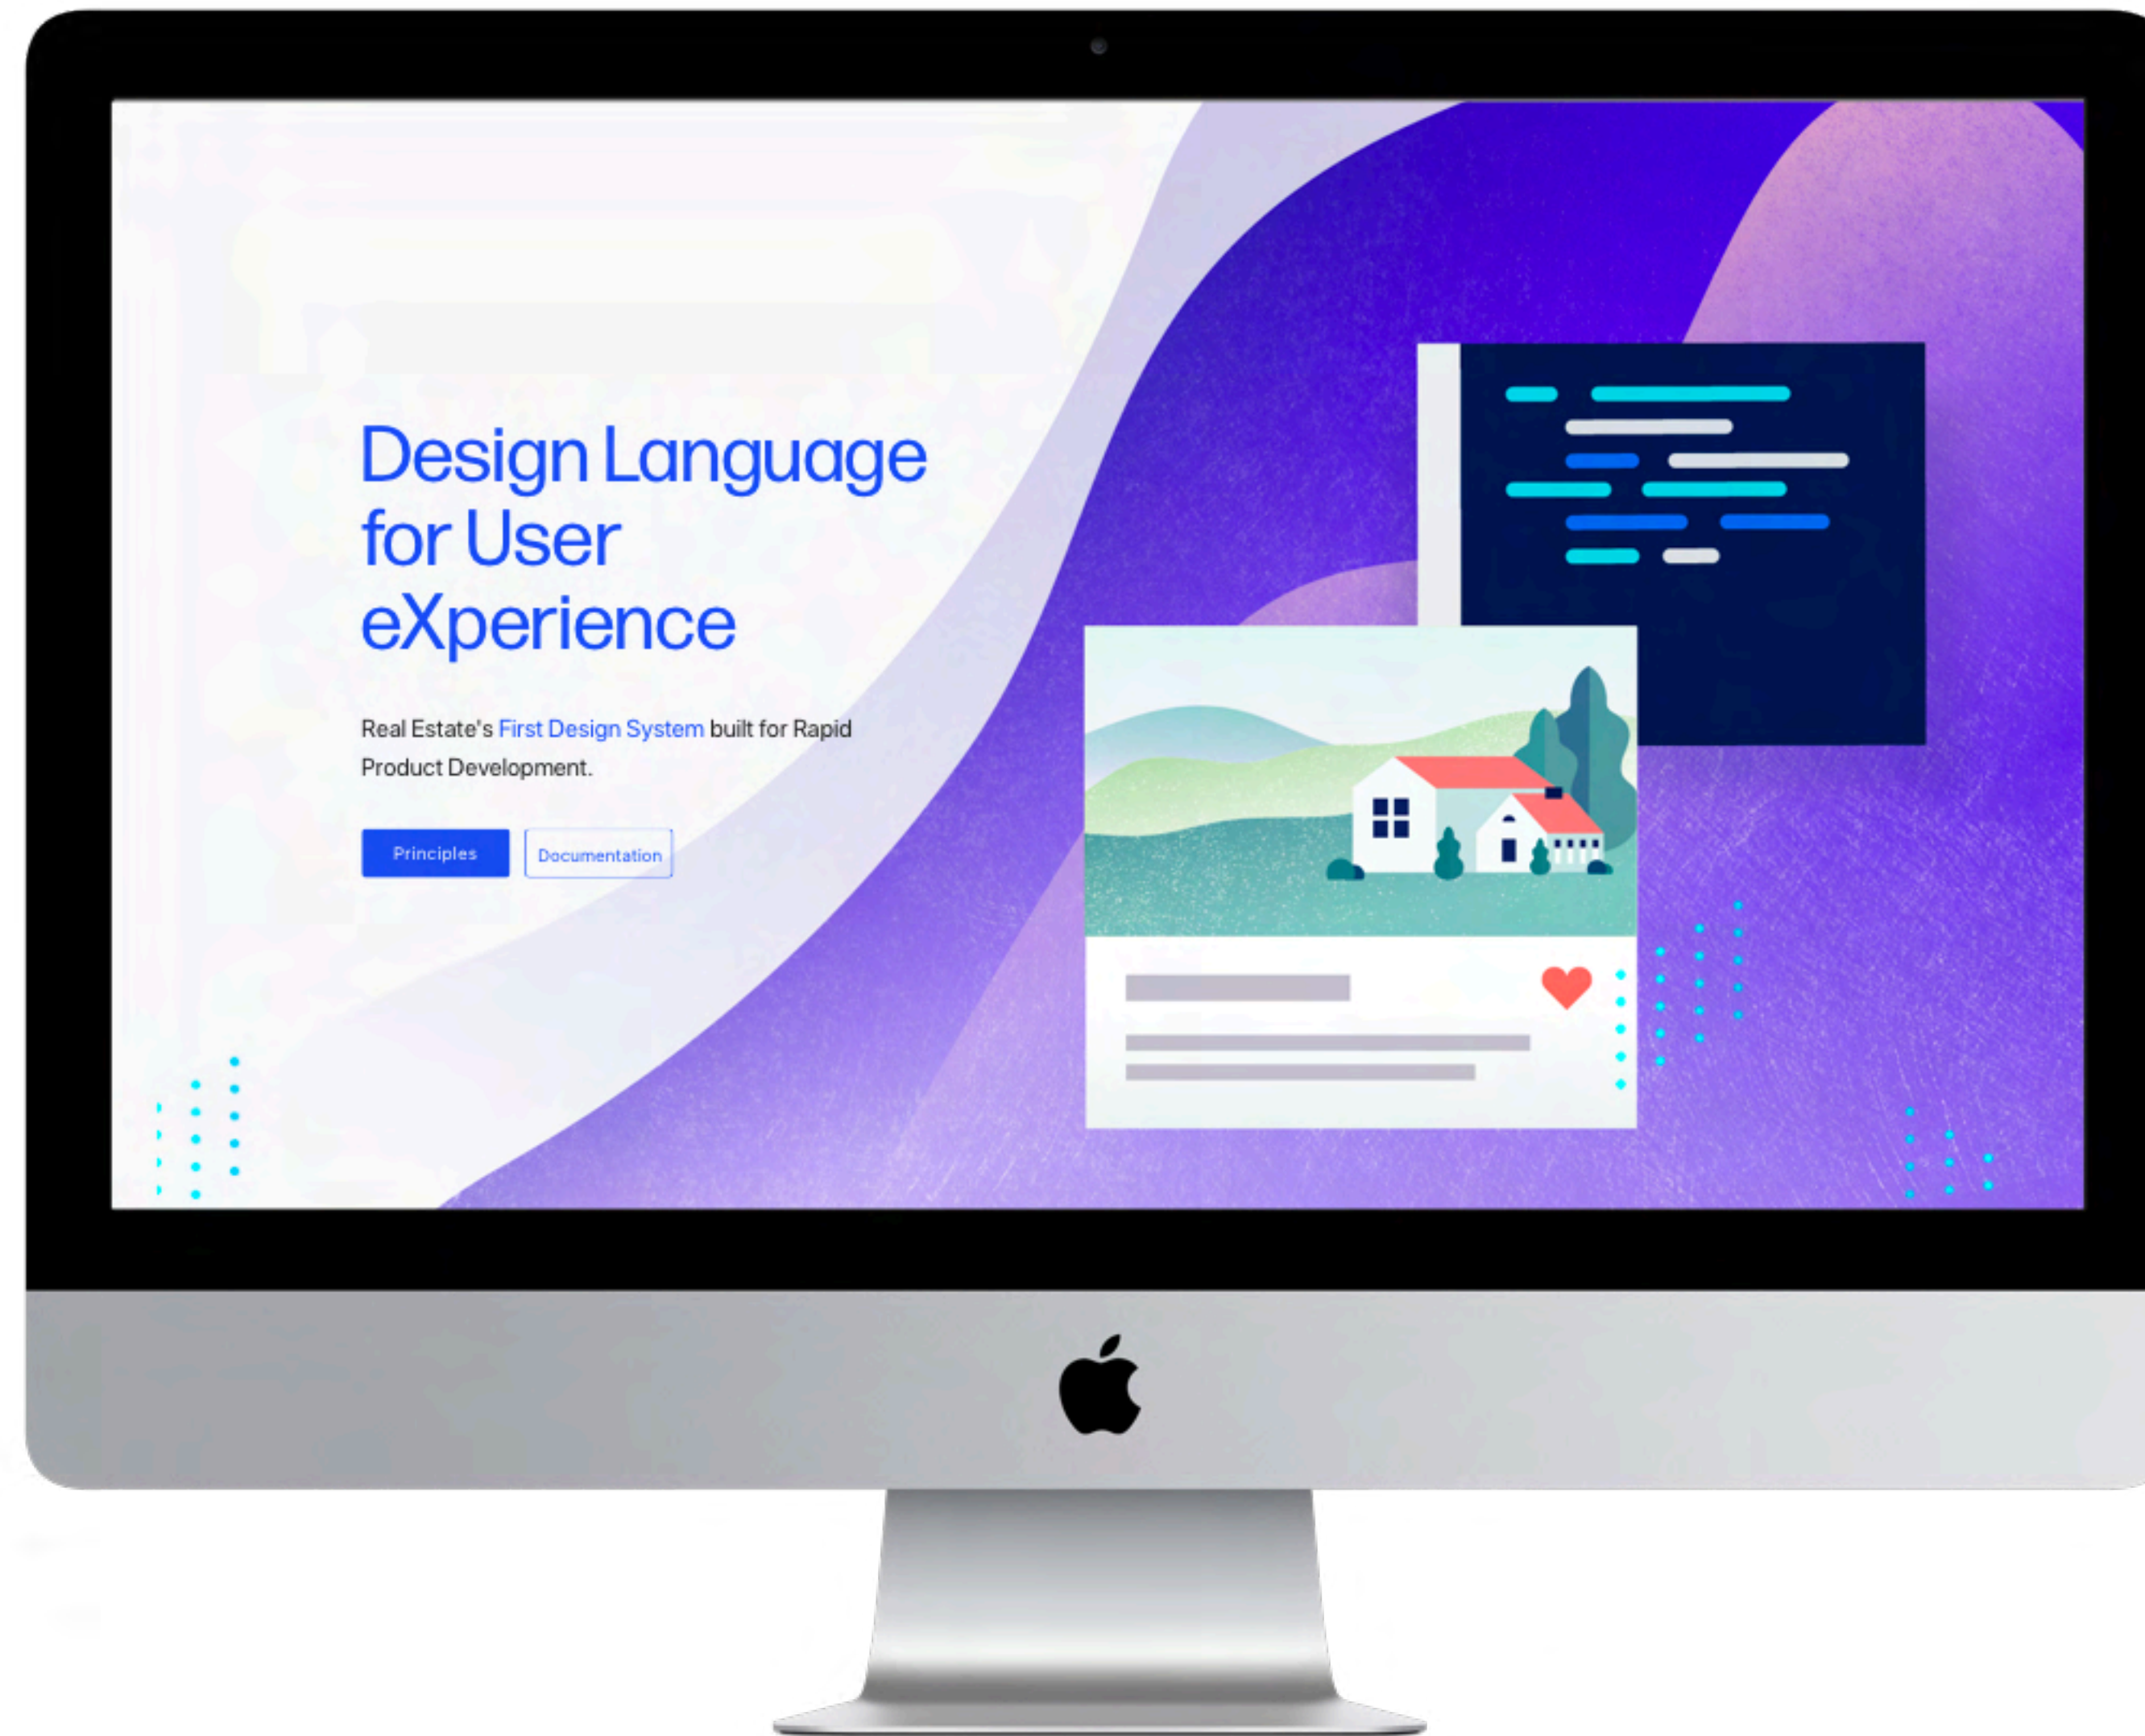 Design Language
for User
eXperience
Real Estate's First Design System built for Rapid
Product Development.
Principles
Documentation